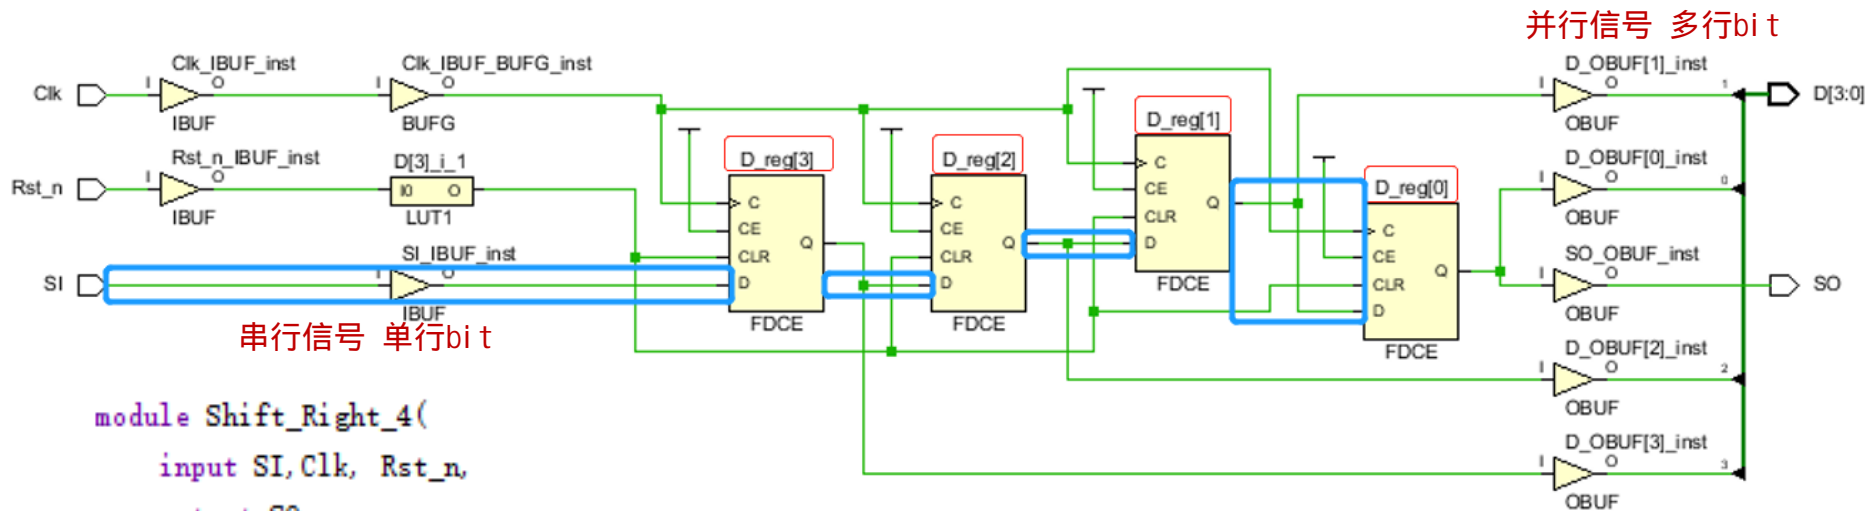 并行信号 多行bit
Clk
I
Clk_IBUF_inst
O
IBUF
I
Clk_IBUF_BUFG_inst
O
BUFG
Rst_n
I
Rst_n_IBUF_inst
O
IBUF
D[3]_i_1
I0 O
LUT1
SI
I
SI_IBUF_inst
O
IBUF
串行信号 单行bit
D_reg[3]
C
CE
CLR
D
Q
FDCE
D_reg[2]
C
CE
CLR
D
Q
FDCE
D_reg[1]
C
CE
CLR
D
Q
FDCE
D_reg[0]
C
CE
CLR
D
Q
FDCE
D_OBUF[1]_inst
I
O
OBUF
1
D[3:0]
D_OBUF[0]_inst
I
O
OBUF
0
SO_OBUF_inst
I
O
OBUF
SO
D_OBUF[2]_inst
I
O
OBUF
2
D_OBUF[3]_inst
I
O
OBUF
3
module Shift_Right_4(
input SI,Clk, Rst_n,